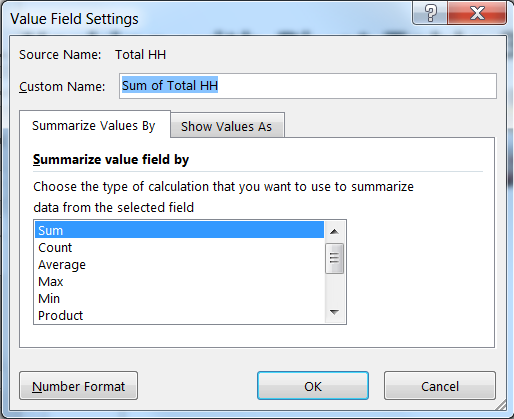 Value Field Settings
?
Source Name: Total HH
Custom Name: Sum of Total HH
Summarize Values By Show Values As
Summarize value field by
Choose the type of calculation that you want to use to summarize
data from the selected field
Sum
Count
Average
Max
Min
Product
Number Format OK Cancel